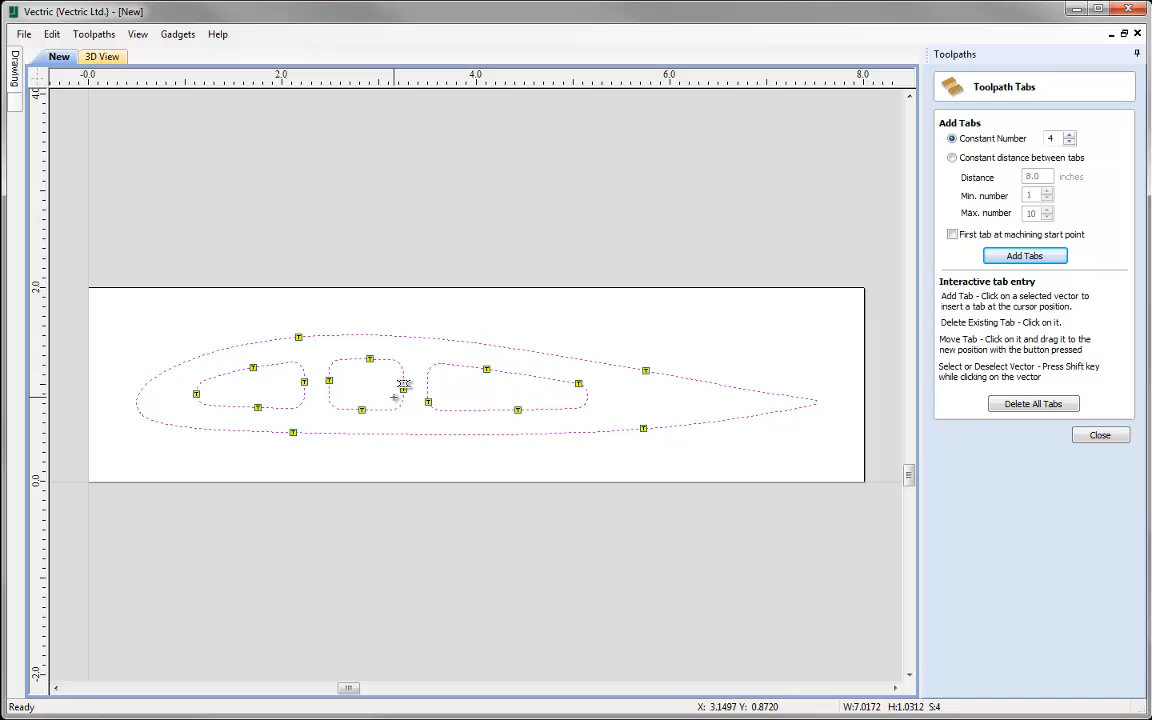 Vectric {Vectric Ltd.} - [New]
File Edit Toolpaths View Gadgets Help
Drawing
New 3D View
-0.0 2.0 4.0 6.0 8.0
4.0
2.0
0.0
-2.0
T T T T T T T T T T T T T T T T
Toolpaths
Toolpath Tabs
Add Tabs
Constant Number 4
Constant distance between tabs
Distance 8.0 inches
Min. number 1
Max. number 10
First tab at machining start point
Add Tabs
Interactive tab entry
Add Tab - Click on a selected vector to
insert a tab at the cursor position.
Delete Existing Tab - Click on it.
Move Tab - Click on it and drag it to the
new position with the button pressed
Select or Deselect Vector - Press Shift key
while clicking on the vector
Delete All Tabs
Close
Ready
X: 3.1497 Y: 0.8720
W:7.0172 H:1.0312 S:4